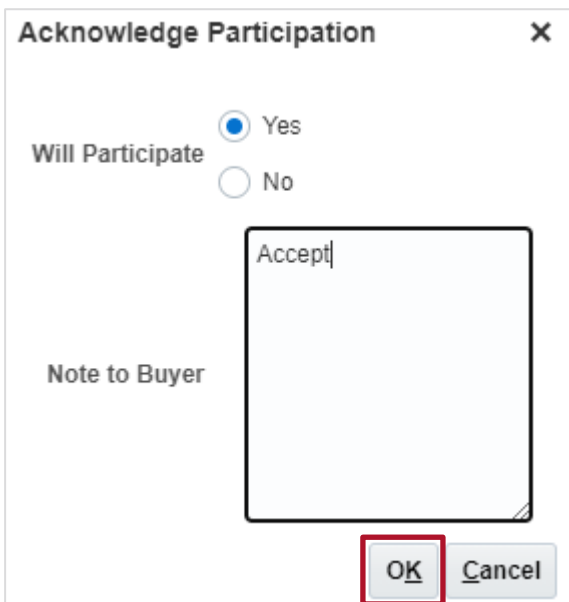 Acknowledge Participation ×
Yes
Will Participate
No
Accept
Note to Buyer
OK Cancel